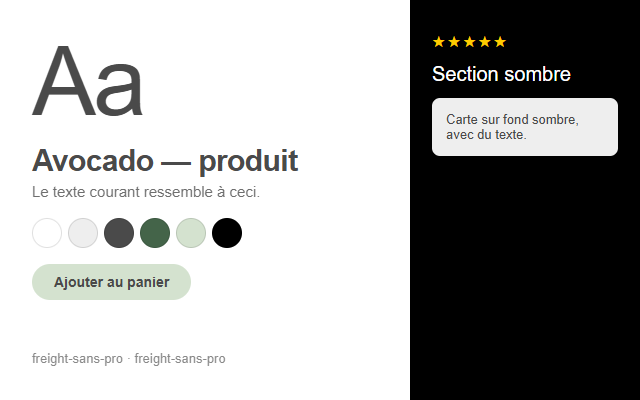 Aa
Avocado — produit
Le texte courant ressemble à ceci.
Ajouter au panier
freight-sans-pro · freight-sans-pro
★★★★★
Section sombre
Carte sur fond sombre,
avec du texte.